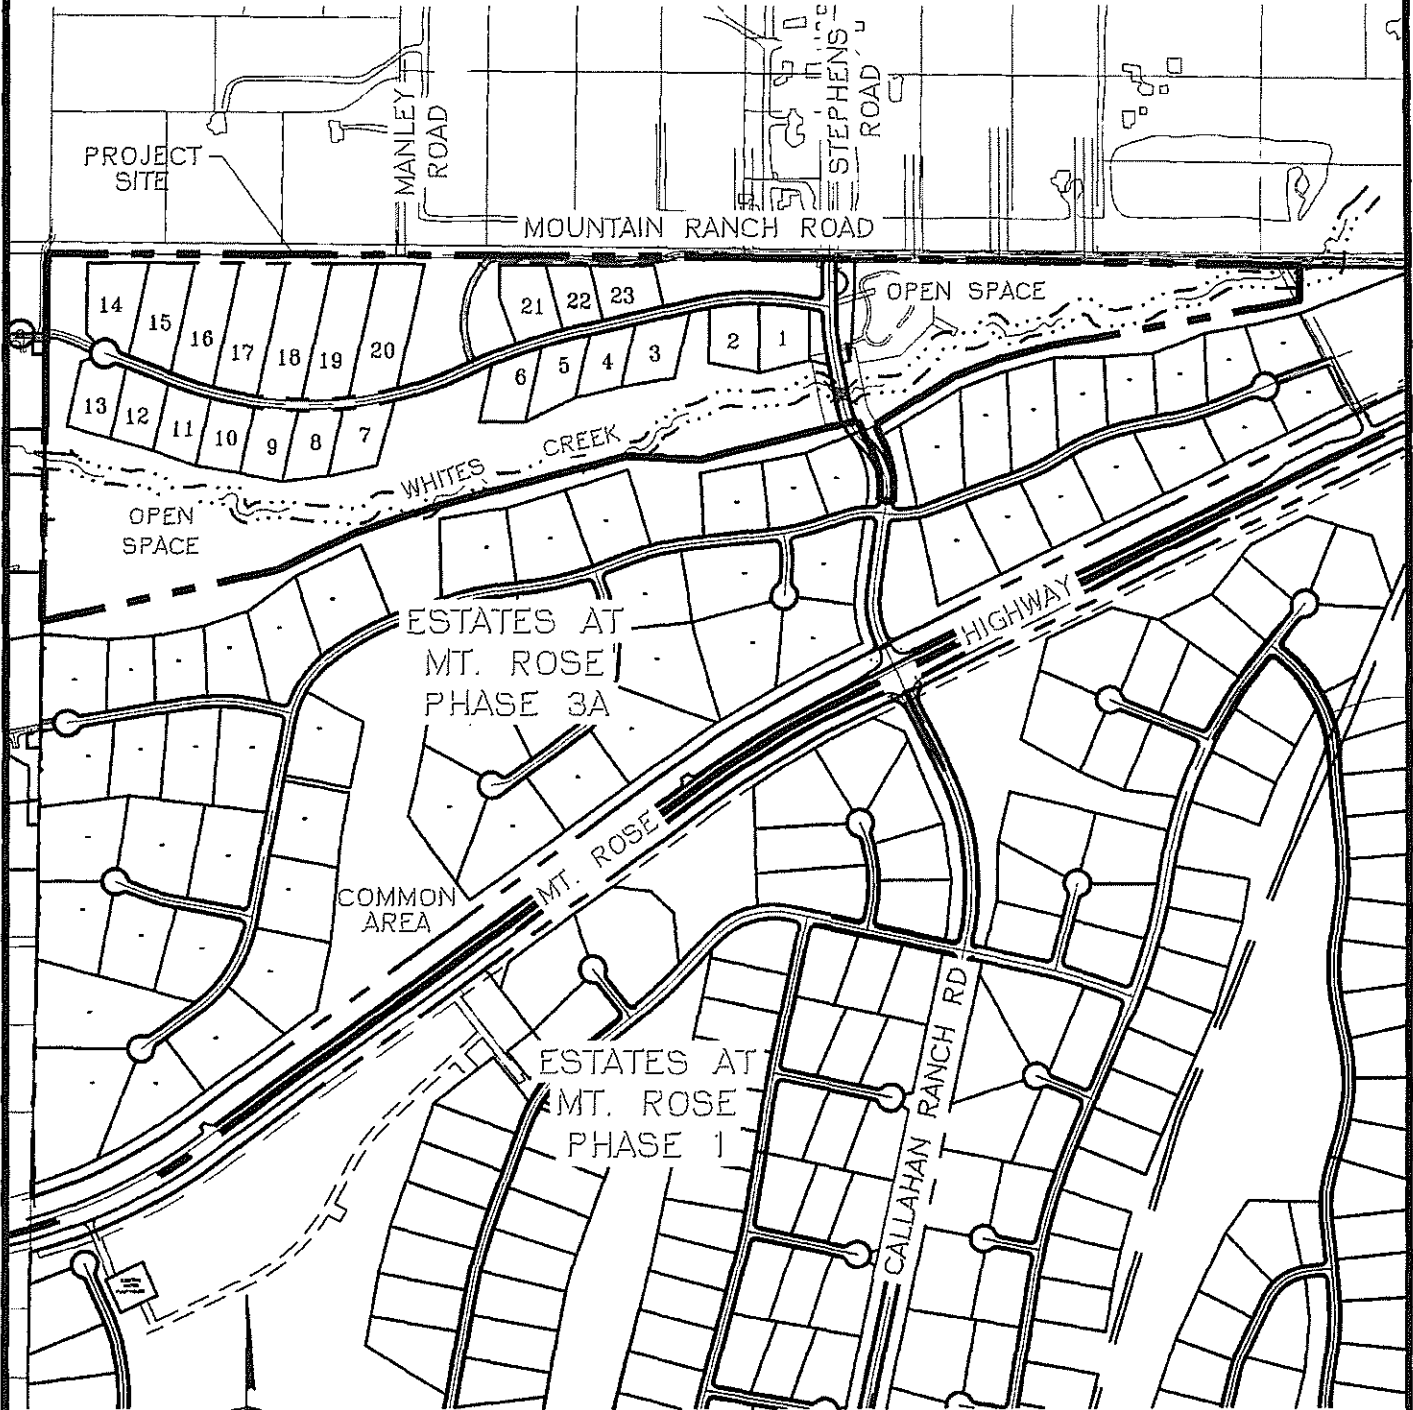 MANLEY
ROAD
STEPHENS
ROAD
PROJECT
SITE
MOUNTAIN RANCH ROAD
OPEN SPACE
14
15
16
17
18
19
20
21
22
23
13
12
11
10
9
8
7
6
5
4
3
2
1
WHITES CREEK
OPEN
SPACE
ESTATES AT
MT. ROSE
PHASE 3A
MT. ROSE HIGHWAY
COMMON
AREA
ESTATES AT
MT. ROSE
PHASE 1
CALLAHAN RANCH RD